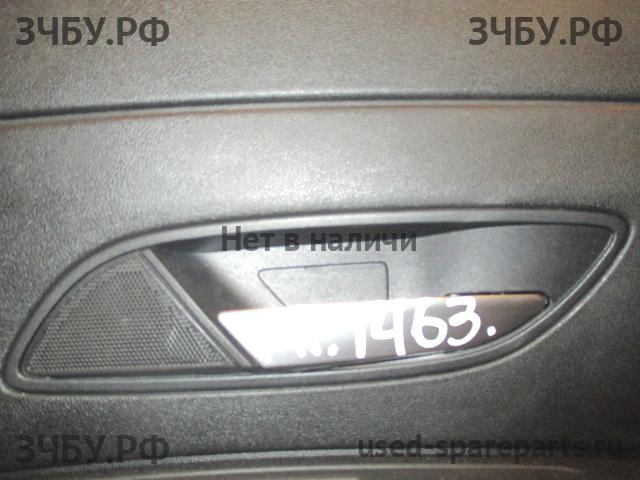 ЗЧБУ.РФ ЗЧБУ.РФ
Нет в наличи
1463.
ЗЧБУ.РФ
used-spareparts.ru